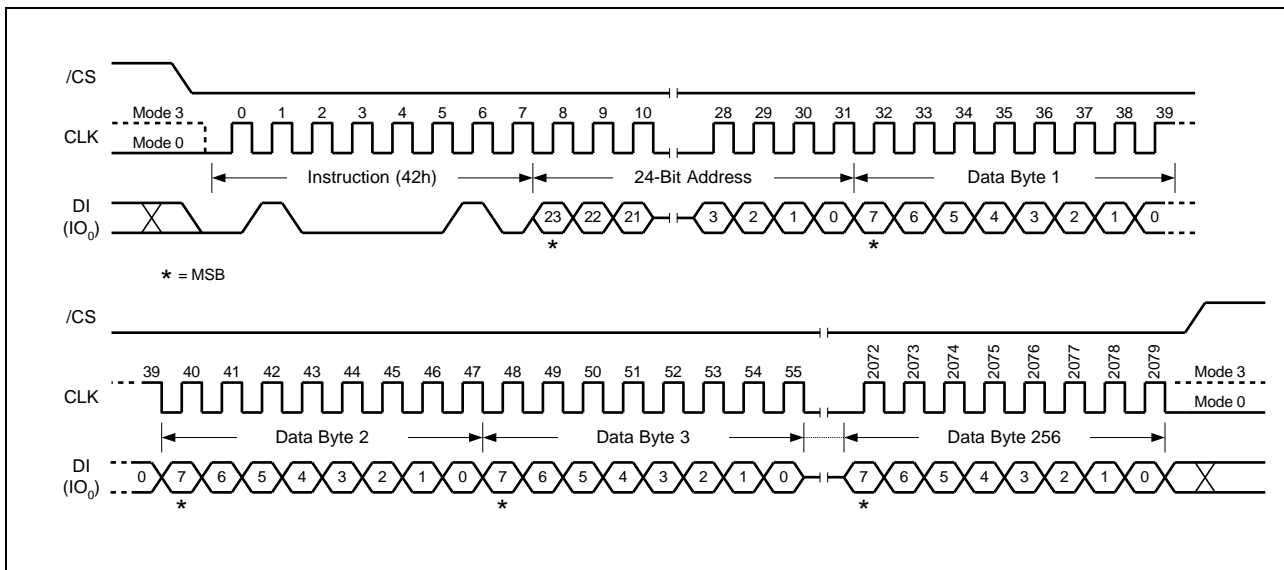 /CS
Mode 3
0 1 2 3 4 5 6 7 8 9 10 28 29 30 31 32 33 34 35 36 37 38 39
CLK
Mode 0
Instruction (42h) 24-Bit Address Data Byte 1
DI
(IO0)
23 22 21 3 2 1 0 7 6 5 4 3 2 1 0
* *
* = MSB
/CS
39 40 41 42 43 44 45 46 47 48 49 50 51 52 53 54 55 2072 2073 2074 2075 2076 2077 2078 2079
Mode 3
CLK
Mode 0
Data Byte 2 Data Byte 3 Data Byte 256
DI
(IO0)
0 7 6 5 4 3 2 1 0 7 6 5 4 3 2 1 0 7 6 5 4 3 2 1 0
* * *